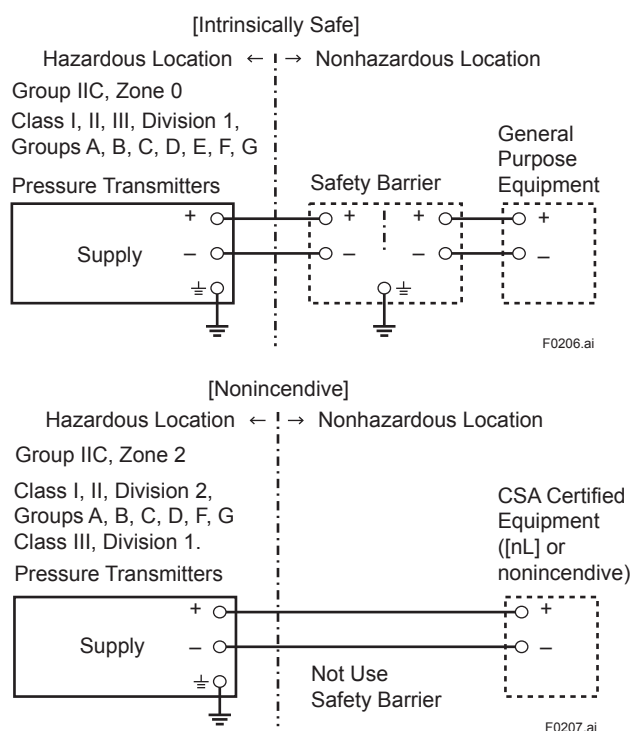 [Intrinsically Safe]
Hazardous Location ← → Nonhazardous Location
Group IIC, Zone 0
Class I, II, III, Division 1,
Groups A, B, C, D, E, F, G
General
Purpose
Equipment
Pressure Transmitters
Safety Barrier
+ + + +
Supply
– – – –
F0206.ai
[Nonincendive]
Hazardous Location ← → Nonhazardous Location
Group IIC, Zone 2
Class I, II, Division 2,
Groups A, B, C, D, F, G
Class III, Division 1.
CSA Certified
Equipment
([nL] or
nonincendive)
Pressure Transmitters
+ +
Supply
– –
Not Use
Safety Barrier
F0207.ai